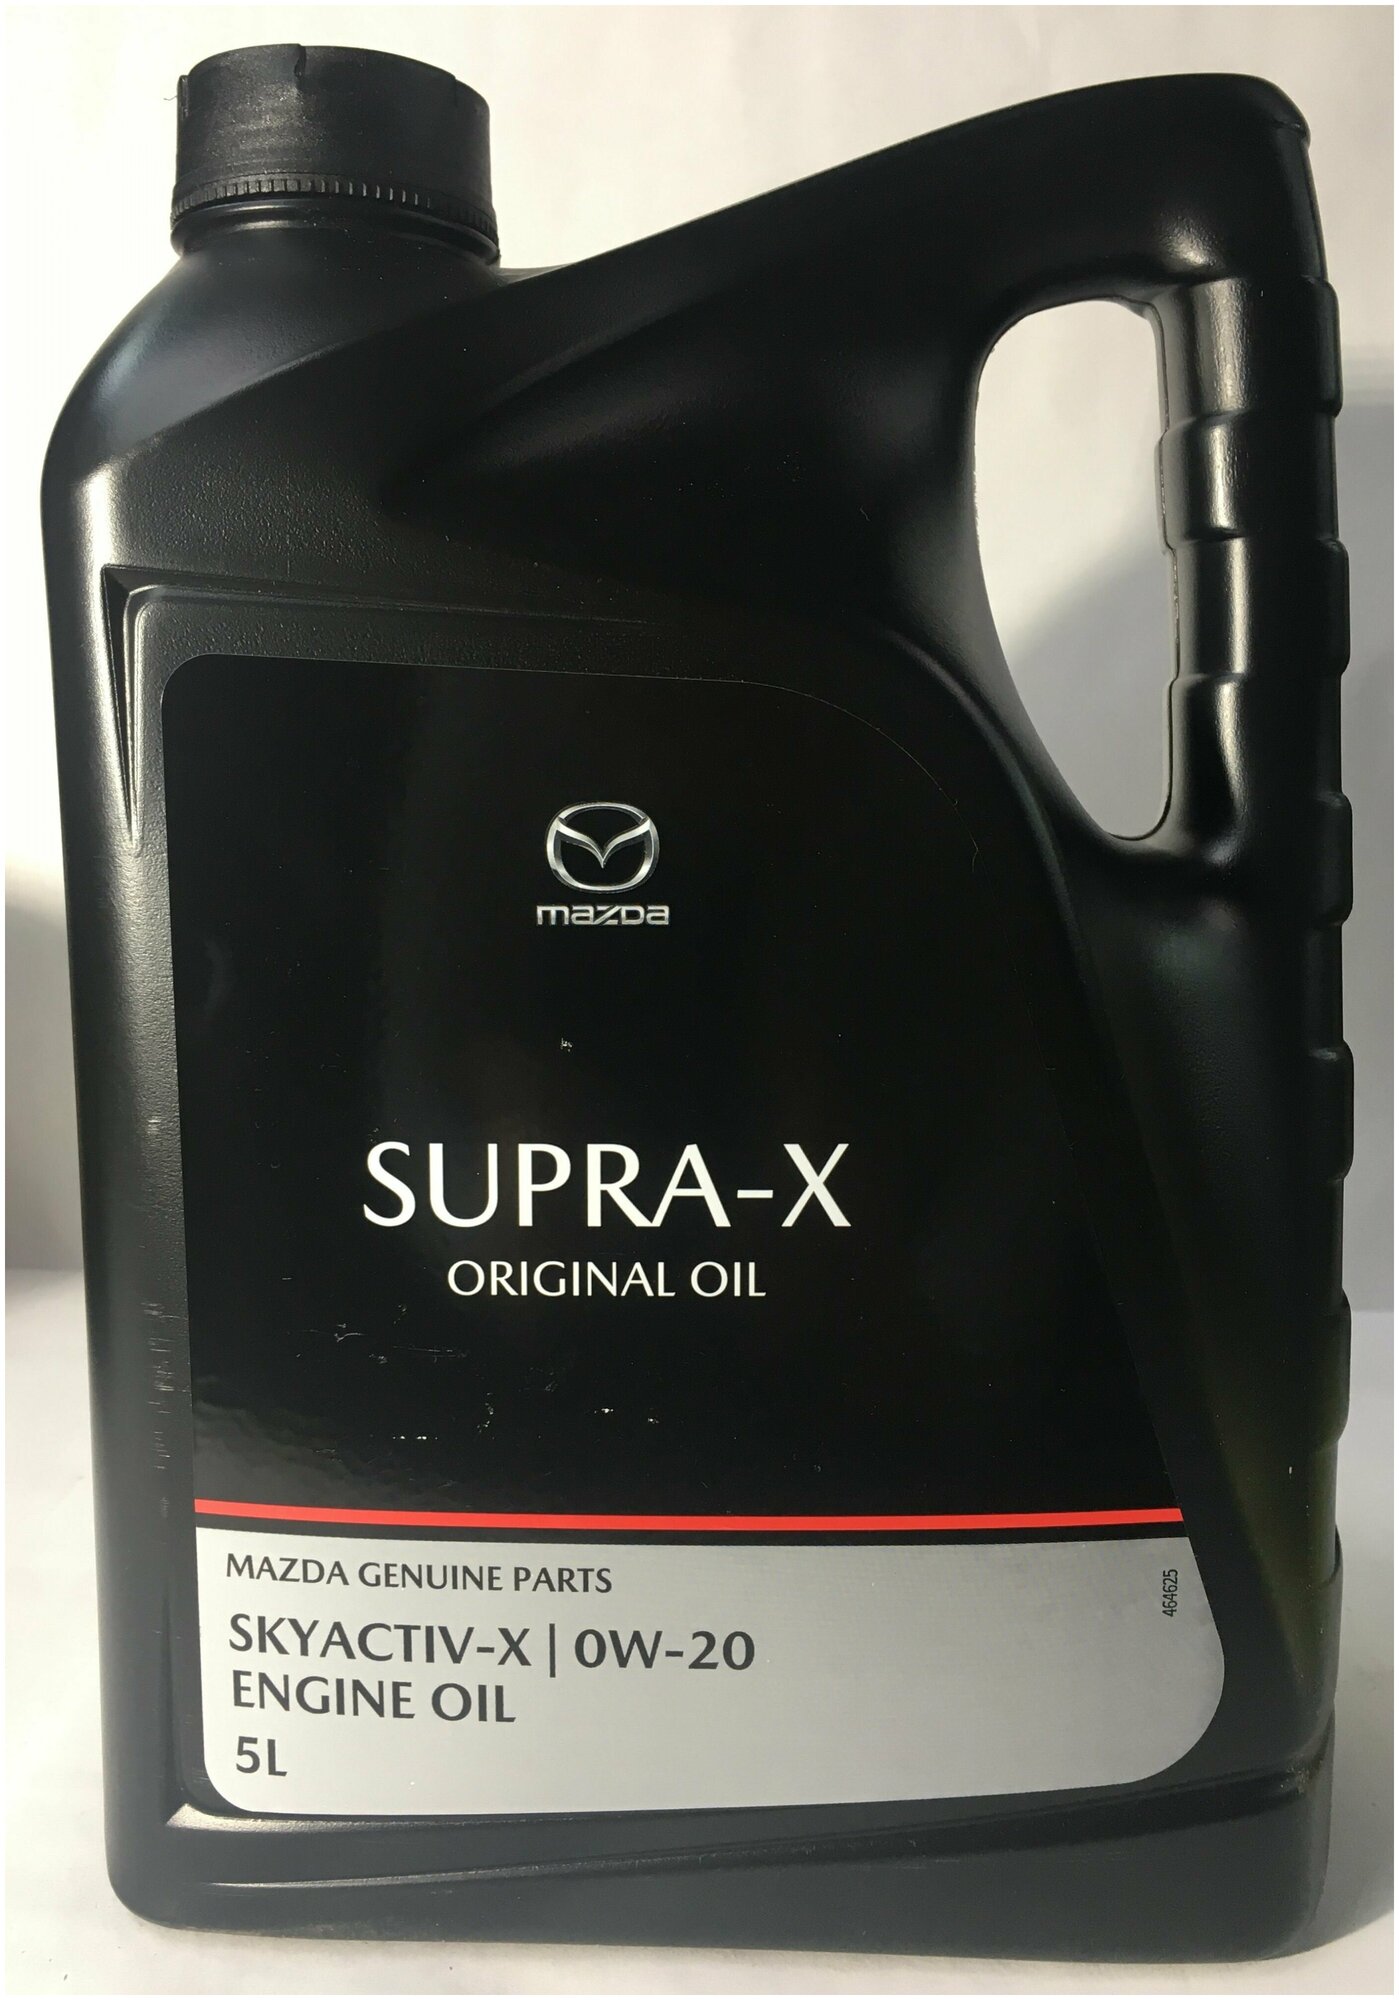 mazda
SUPRA-X
ORIGINAL OIL
MAZDA GENUINE PARTS
464625
SKYACTIV-X | 0W-20
ENGINE OIL
5L